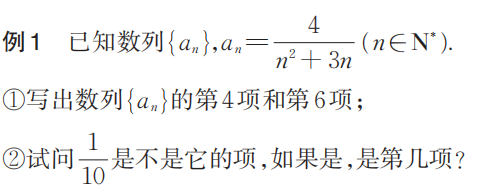 例1 已知数列{aₙ},aₙ=4/(n²+3n)(n∈N*).
①写出数列{aₙ}的第4项和第6项;
②试问1/10是不是它的项,如果是,是第几项?